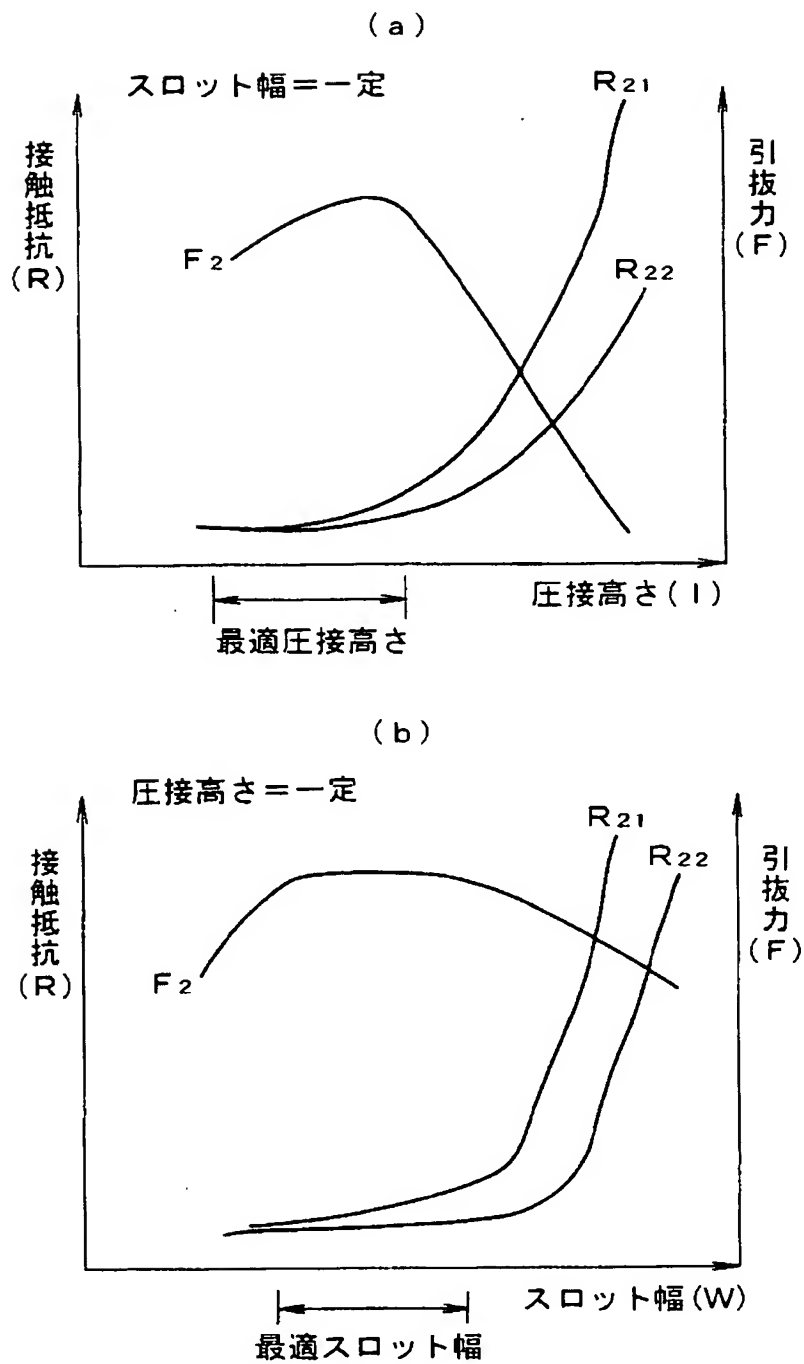 (a)
スロット幅＝一定
R21
接触抵抗(R)
引抜力(F)
F2
R22
圧接高さ(l)
最適圧接高さ
(b)
圧接高さ＝一定
R21
R22
接触抵抗(R)
引抜力(F)
F2
スロット幅(W)
最適スロット幅